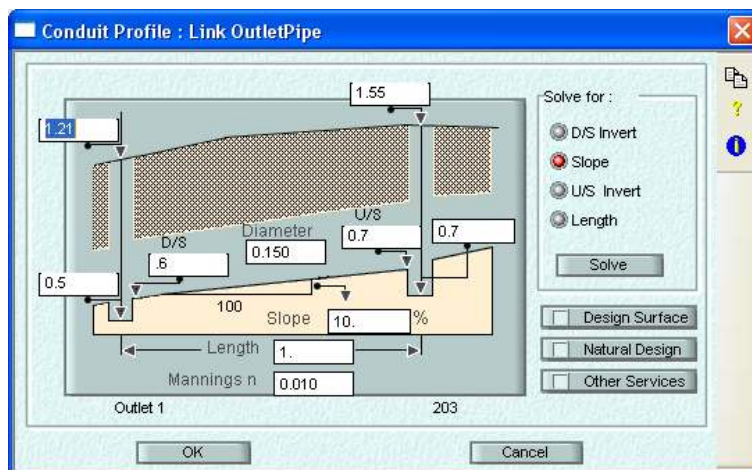 Conduit Profile : Link OutletPipe
1.55
1.21
Solve for :
D/S Invert
Slope
U/S Invert
Length
Solve
U/S
Diameter
D/S
0.150
0.7
0.7
.6
0.5
100
Slope
10.
%
Length
1.
Mannings n
0.010
Outlet 1
203
Design Surface
Natural Design
Other Services
OK
Cancel
?
i